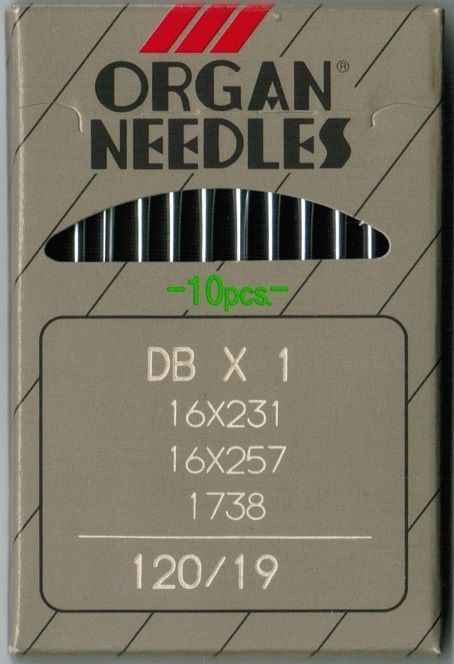 ORGAN®
NEEDLES
-10pcs.-
DB X 1
16X231
16X257
1738
120/19